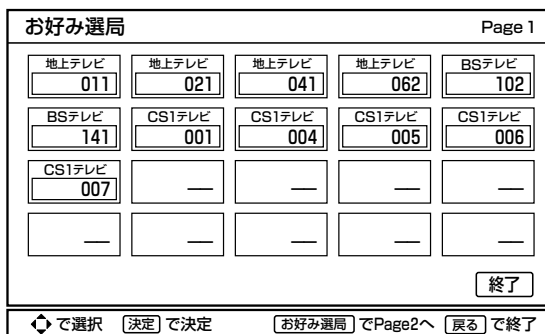 お好み選局 Page 1
地上テレビ 地上テレビ 地上テレビ 地上テレビ BSテレビ
011 021 041 062 102
BSテレビ CS1テレビ CS1テレビ CS1テレビ CS1テレビ
141 001 004 005 006
CS1テレビ
007 — — — —
— — — — —
終了
で選択 決定 で決定 お好み選局 でPage2へ 戻る で終了